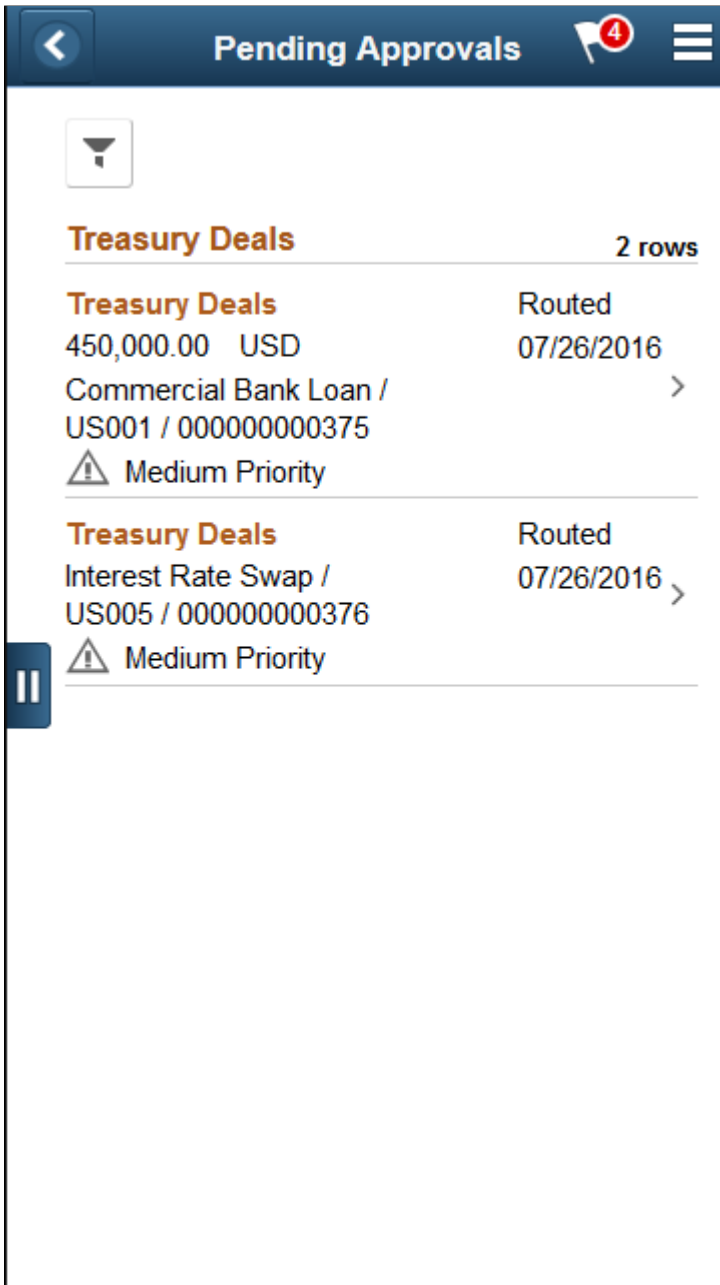 Pending Approvals 4
Treasury Deals 2 rows
Treasury Deals Routed
450,000.00 USD 07/26/2016
Commercial Bank Loan /
US001 / 000000000375
Medium Priority
Treasury Deals Routed
Interest Rate Swap / 07/26/2016
US005 / 000000000376
Medium Priority